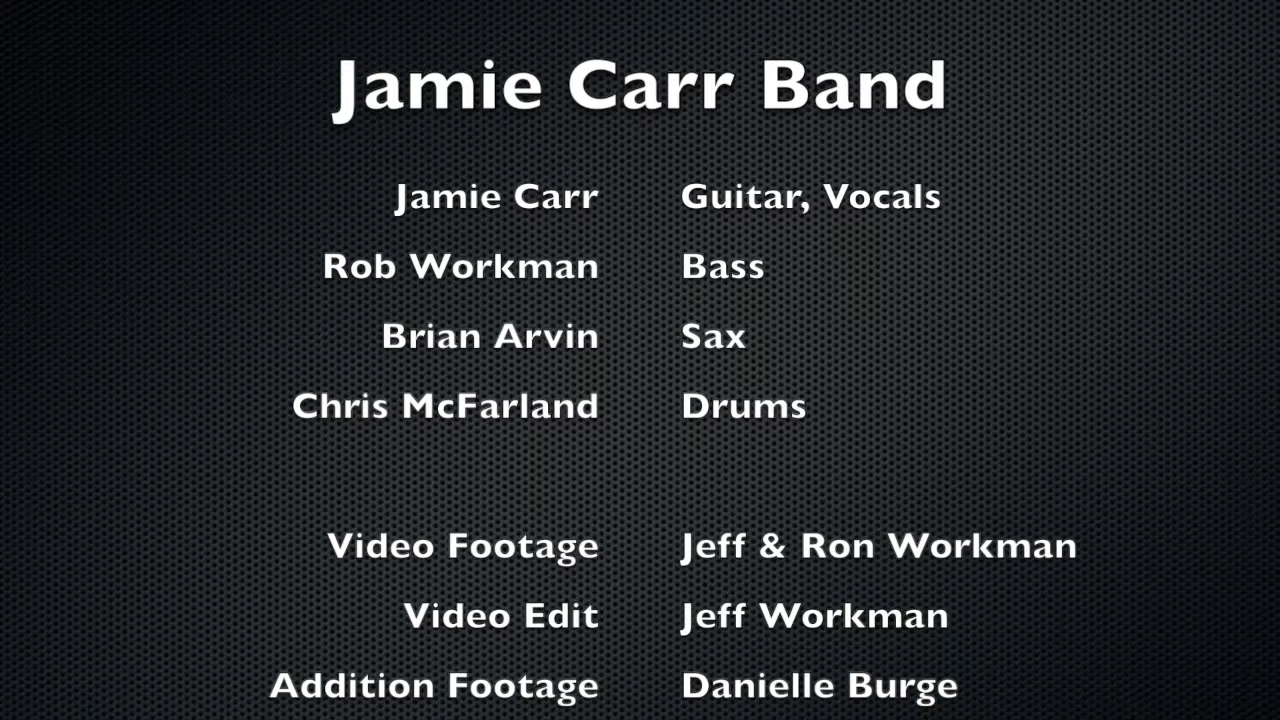 Jamie Carr Band
Jamie Carr Guitar, Vocals
Rob Workman Bass
Brian Arvin Sax
Chris McFarland Drums
Video Footage Jeff & Ron Workman
Video Edit Jeff Workman
Addition Footage Danielle Burge